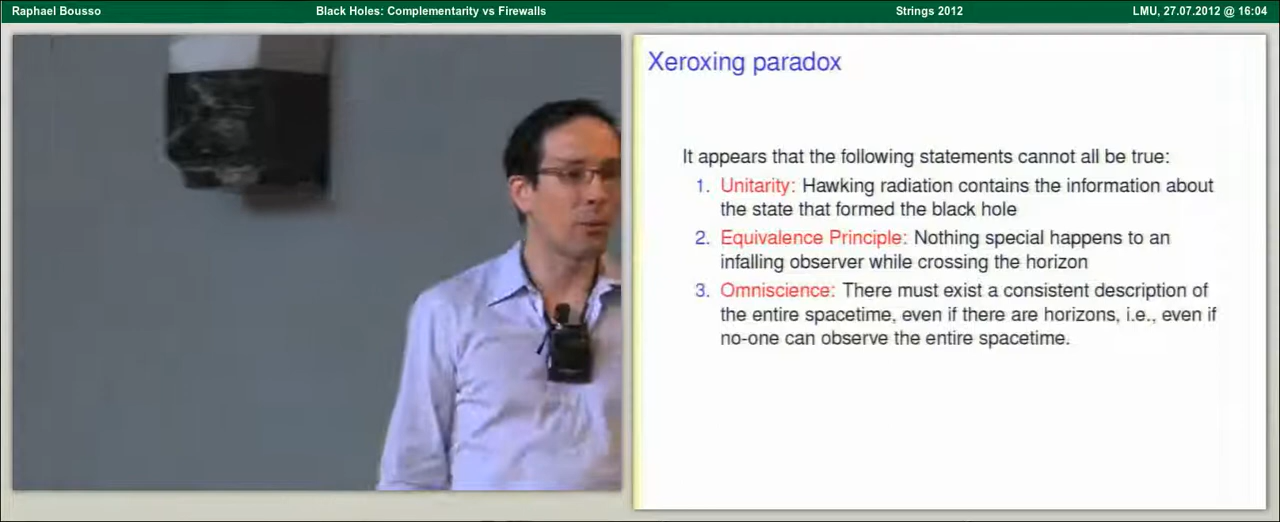 Raphael Bousso Black Holes: Complementarity vs Firewalls Strings 2012 LMU, 27.07.2012 @ 16:04
Xeroxing paradox
It appears that the following statements cannot all be true:
1. Unitarity: Hawking radiation contains the information about
the state that formed the black hole
2. Equivalence Principle: Nothing special happens to an
infalling observer while crossing the horizon
3. Omniscience: There must exist a consistent description of
the entire spacetime, even if there are horizons, i.e., even if
no-one can observe the entire spacetime.